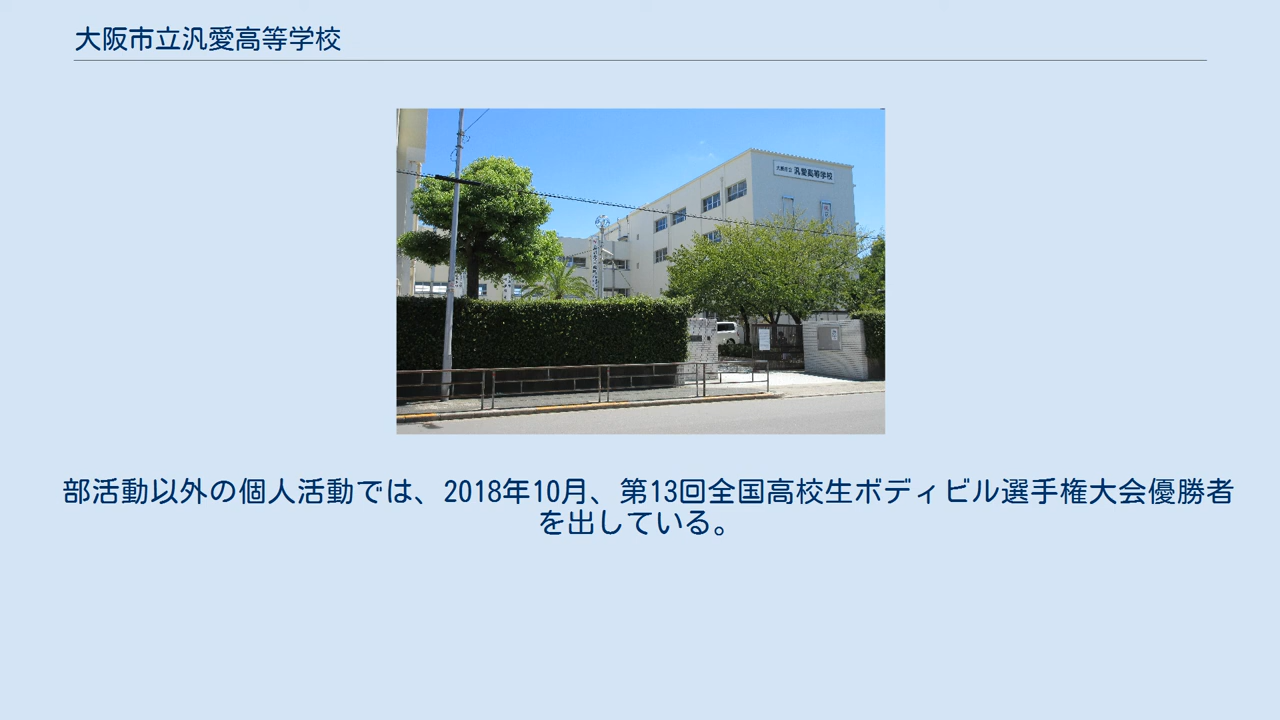 大阪市立汎愛高等学校
大阪市立 汎愛高等学校
部活動以外の個人活動では、2018年10月、第13回全国高校生ボディビル選手権大会優勝者
を出している。